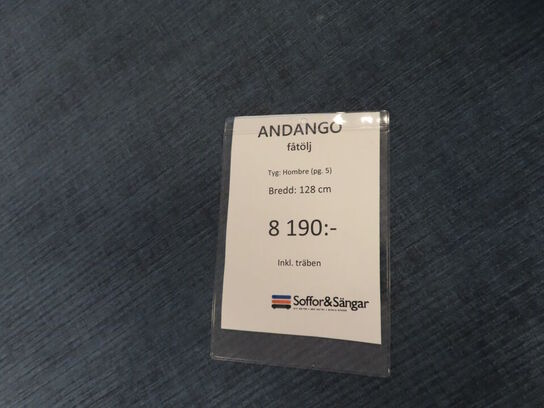 ANDANGO
fåtölj
Tyg: Hombre (pg. 5)
Bredd: 128 cm
8 190:-
Inkl. träben
Soffor&Sängar